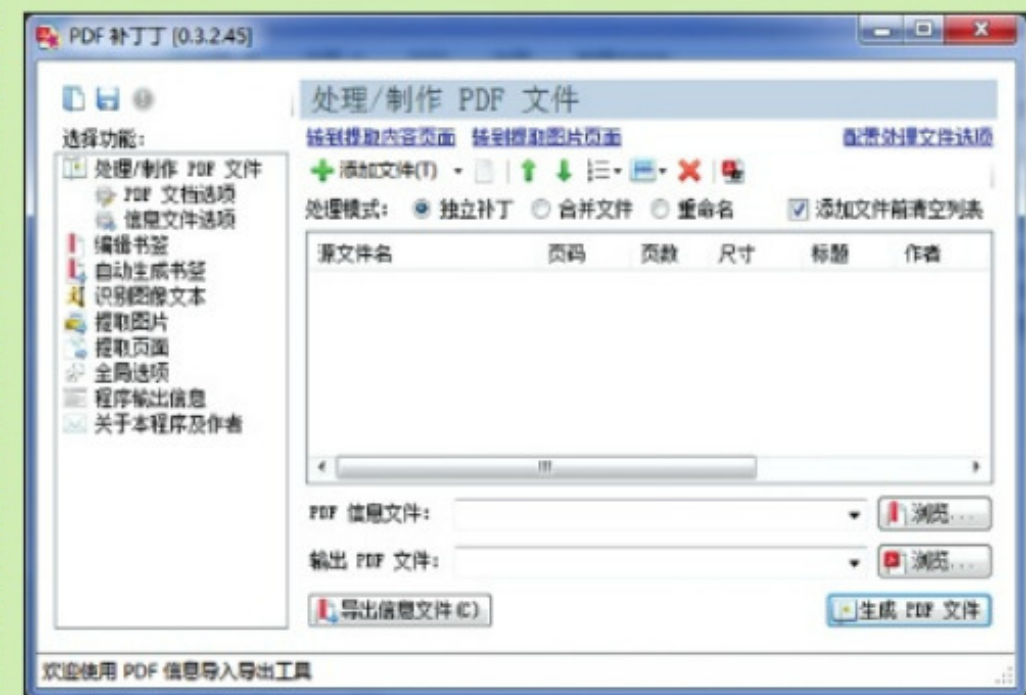 PDF 补丁丁 [0.3.2.45]
选择功能：
处理/制作 PDF 文件
PDF 文档选项
信息文件选项
编辑书签
自动生成书签
识别图像文本
提取图片
提取页面
全局选项
程序输出信息
关于本程序及作者
处理/制作 PDF 文件
转到提取内容页面 转到提取图片页面 配置处理文件选项
添加文件(T)
处理模式： 独立补丁 合并文件 重命名 添加文件前清空列表
源文件名 页码 页数 尺寸 标题 作者
PDF 信息文件： 浏览...
输出 PDF 文件： 浏览...
导出信息文件(C) 生成 PDF 文件
欢迎使用 PDF 信息导入导出工具